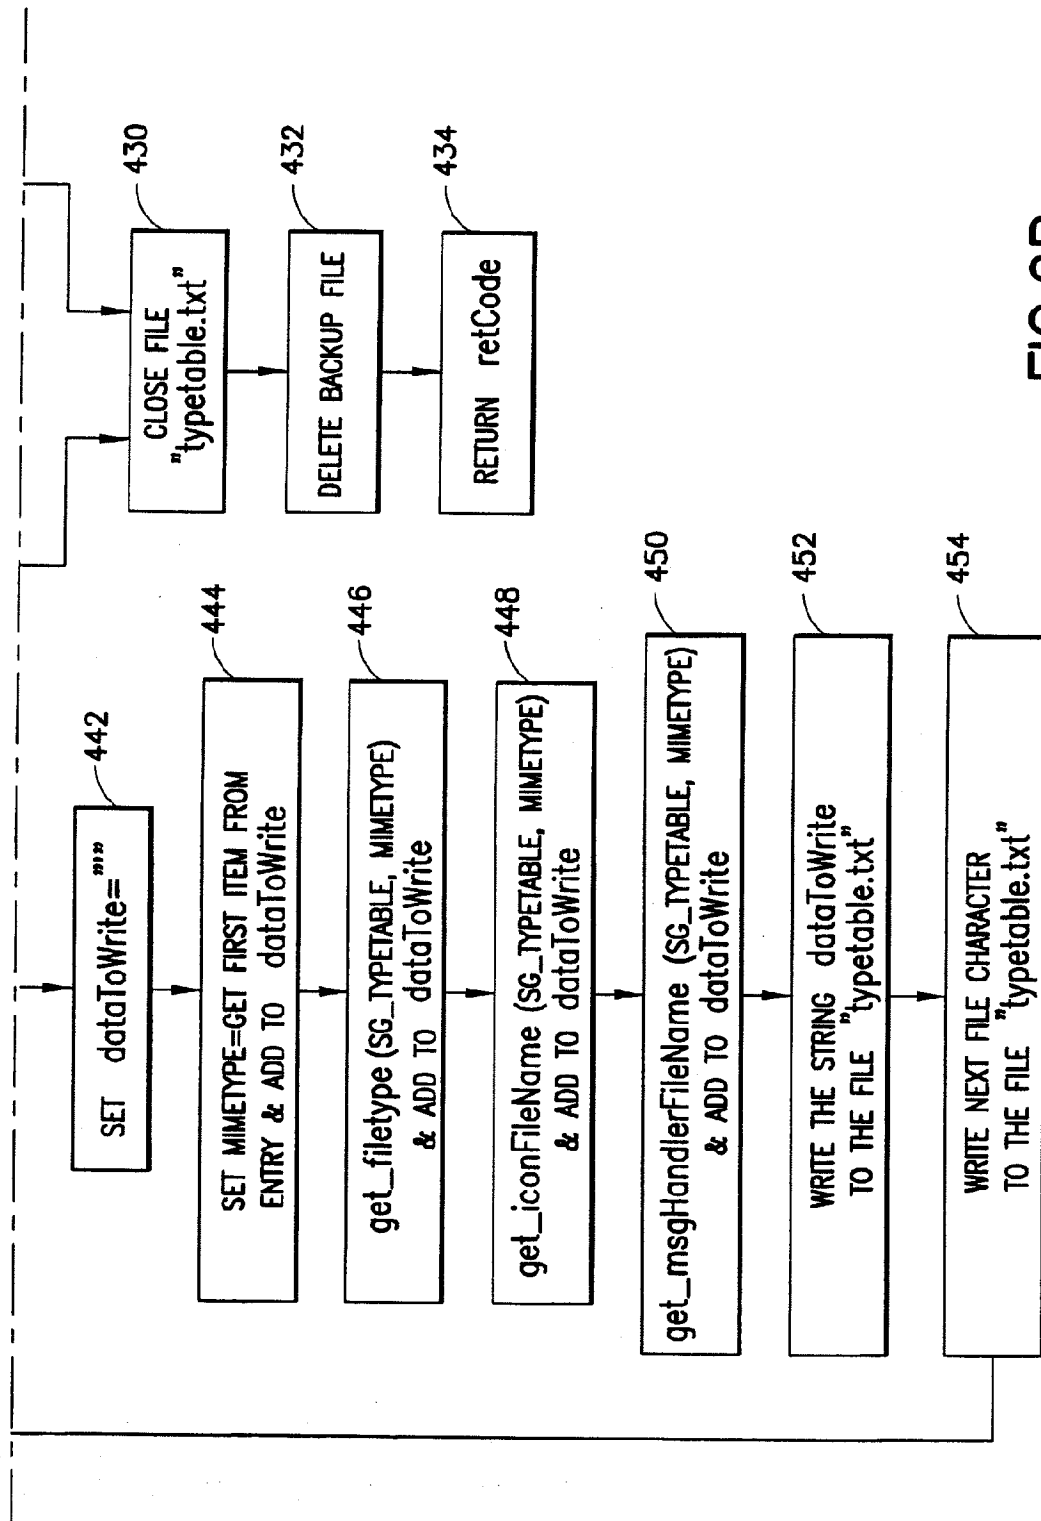 442
SET dataToWrite=""
444
SET MIMETYPE=GET FIRST ITEM FROM
ENTRY & ADD TO dataToWrite
446
get_filetype (SG_TYPETABLE, MIMETYPE)
& ADD TO dataToWrite
448
get_iconFileName (SG_TYPETABLE, MIMETYPE)
& ADD TO dataToWrite
450
get_msgHandlerFileName (SG_TYPETABLE, MIMETYPE)
& ADD TO dataToWrite
452
WRITE THE STRING dataToWrite
TO THE FILE "typetable.txt"
454
WRITE NEXT FILE CHARACTER
TO THE FILE "typetable.txt"
430
CLOSE FILE
"typetable.txt"
432
DELETE BACKUP FILE
434
RETURN retCode